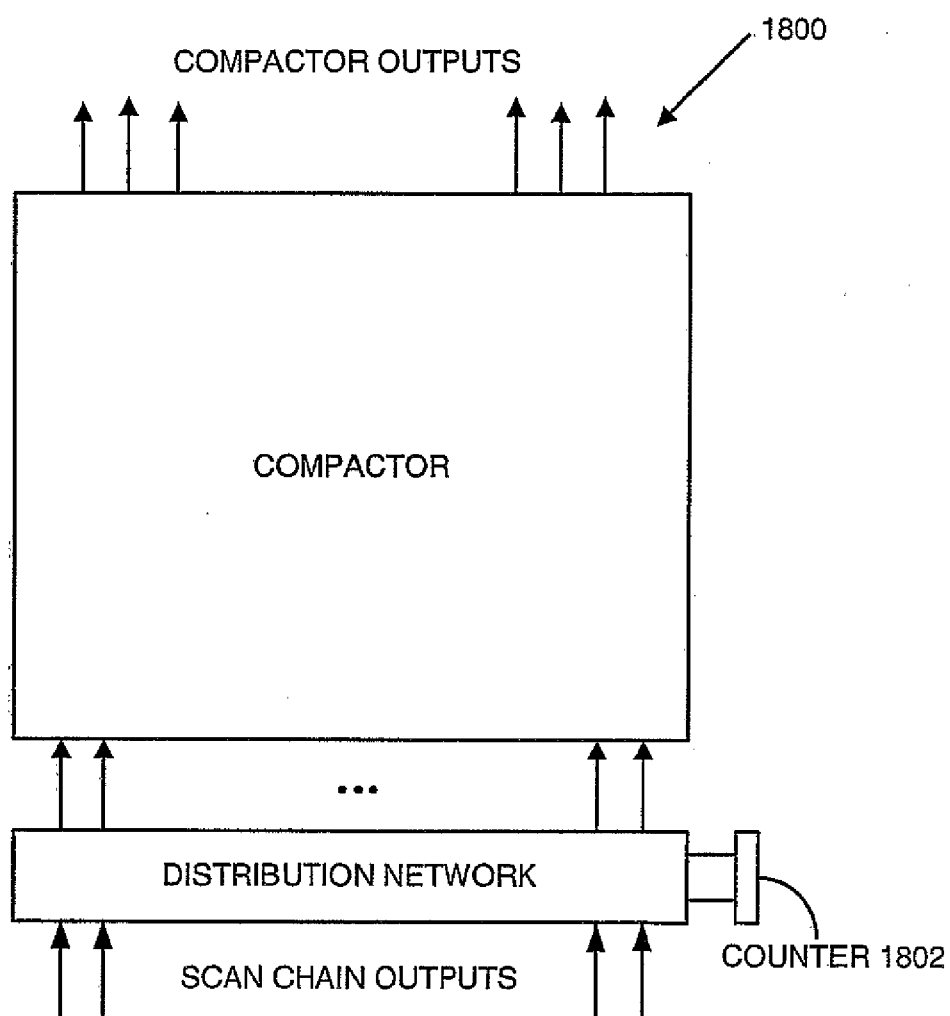 1800
COMPACTOR OUTPUTS
COMPACTOR
...
DISTRIBUTION NETWORK
COUNTER 1802
SCAN CHAIN OUTPUTS